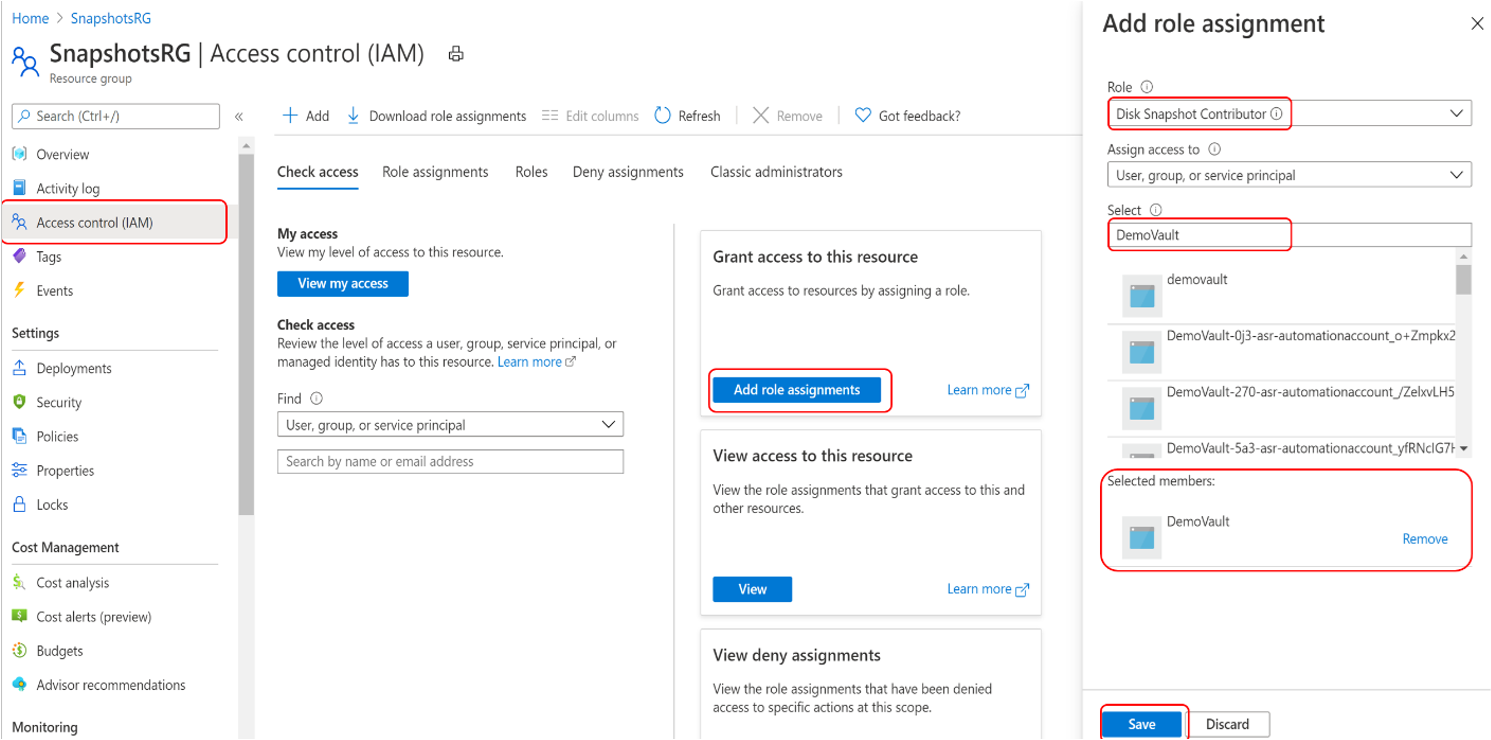 Home > SnapshotsRG
SnapshotsRG | Access control (IAM)
Resource group
Search (Ctrl+/)
«
Overview
Activity log
Access control (IAM)
Tags
Events
Settings
Deployments
Security
Policies
Properties
Locks
Cost Management
Cost analysis
Cost alerts (preview)
Budgets
Advisor recommendations
Monitoring
Add
Download role assignments
Edit columns
Refresh
Remove
Got feedback?
Check access
Role assignments
Roles
Deny assignments
Classic administrators
My access
View my level of access to this resource.
View my access
Check access
Review the level of access a user, group, service principal, or
managed identity has to this resource. Learn more
Find
User, group, or service principal
Search by name or email address
Grant access to this resource
Grant access to resources by assigning a role.
Add role assignments
Learn more
View access to this resource
View the role assignments that grant access to this and
other resources.
View
Learn more
View deny assignments
View the role assignments that have been denied
access to specific actions at this scope.
Add role assignment
Role
Disk Snapshot Contributor
Assign access to
User, group, or service principal
Select
DemoVault
demovault
DemoVault-0j3-asr-automationaccount_o+Zmpkx2
DemoVault-270-asr-automationaccount_/ZelxvLH5
DemoVault-5a3-asr-automationaccount_yfRNclG7H
Selected members:
DemoVault
Remove
Save
Discard